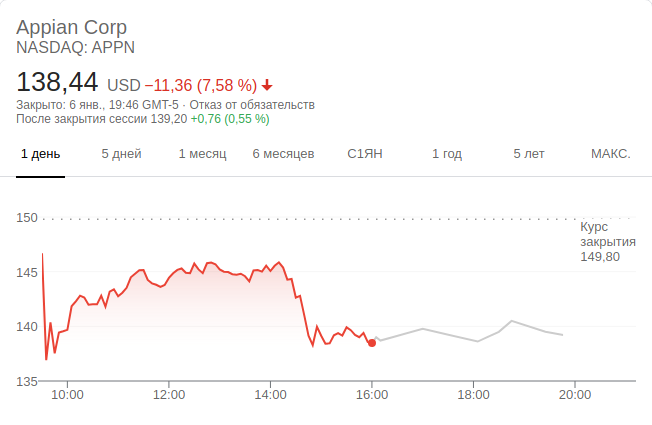 Appian Corp
NASDAQ: APPN
138,44 USD −11,36 (7,58 %)
Закрыто: 6 янв., 19:46 GMT-5 · Отказ от обязательств
После закрытия сессии 139,20 +0,76 (0,55 %)
1 день 5 дней 1 месяц 6 месяцев С1ЯН 1 год 5 лет МАКС.
150
Курс
закрытия
149,80
145
140
135
10:00 12:00 14:00 16:00 18:00 20:00